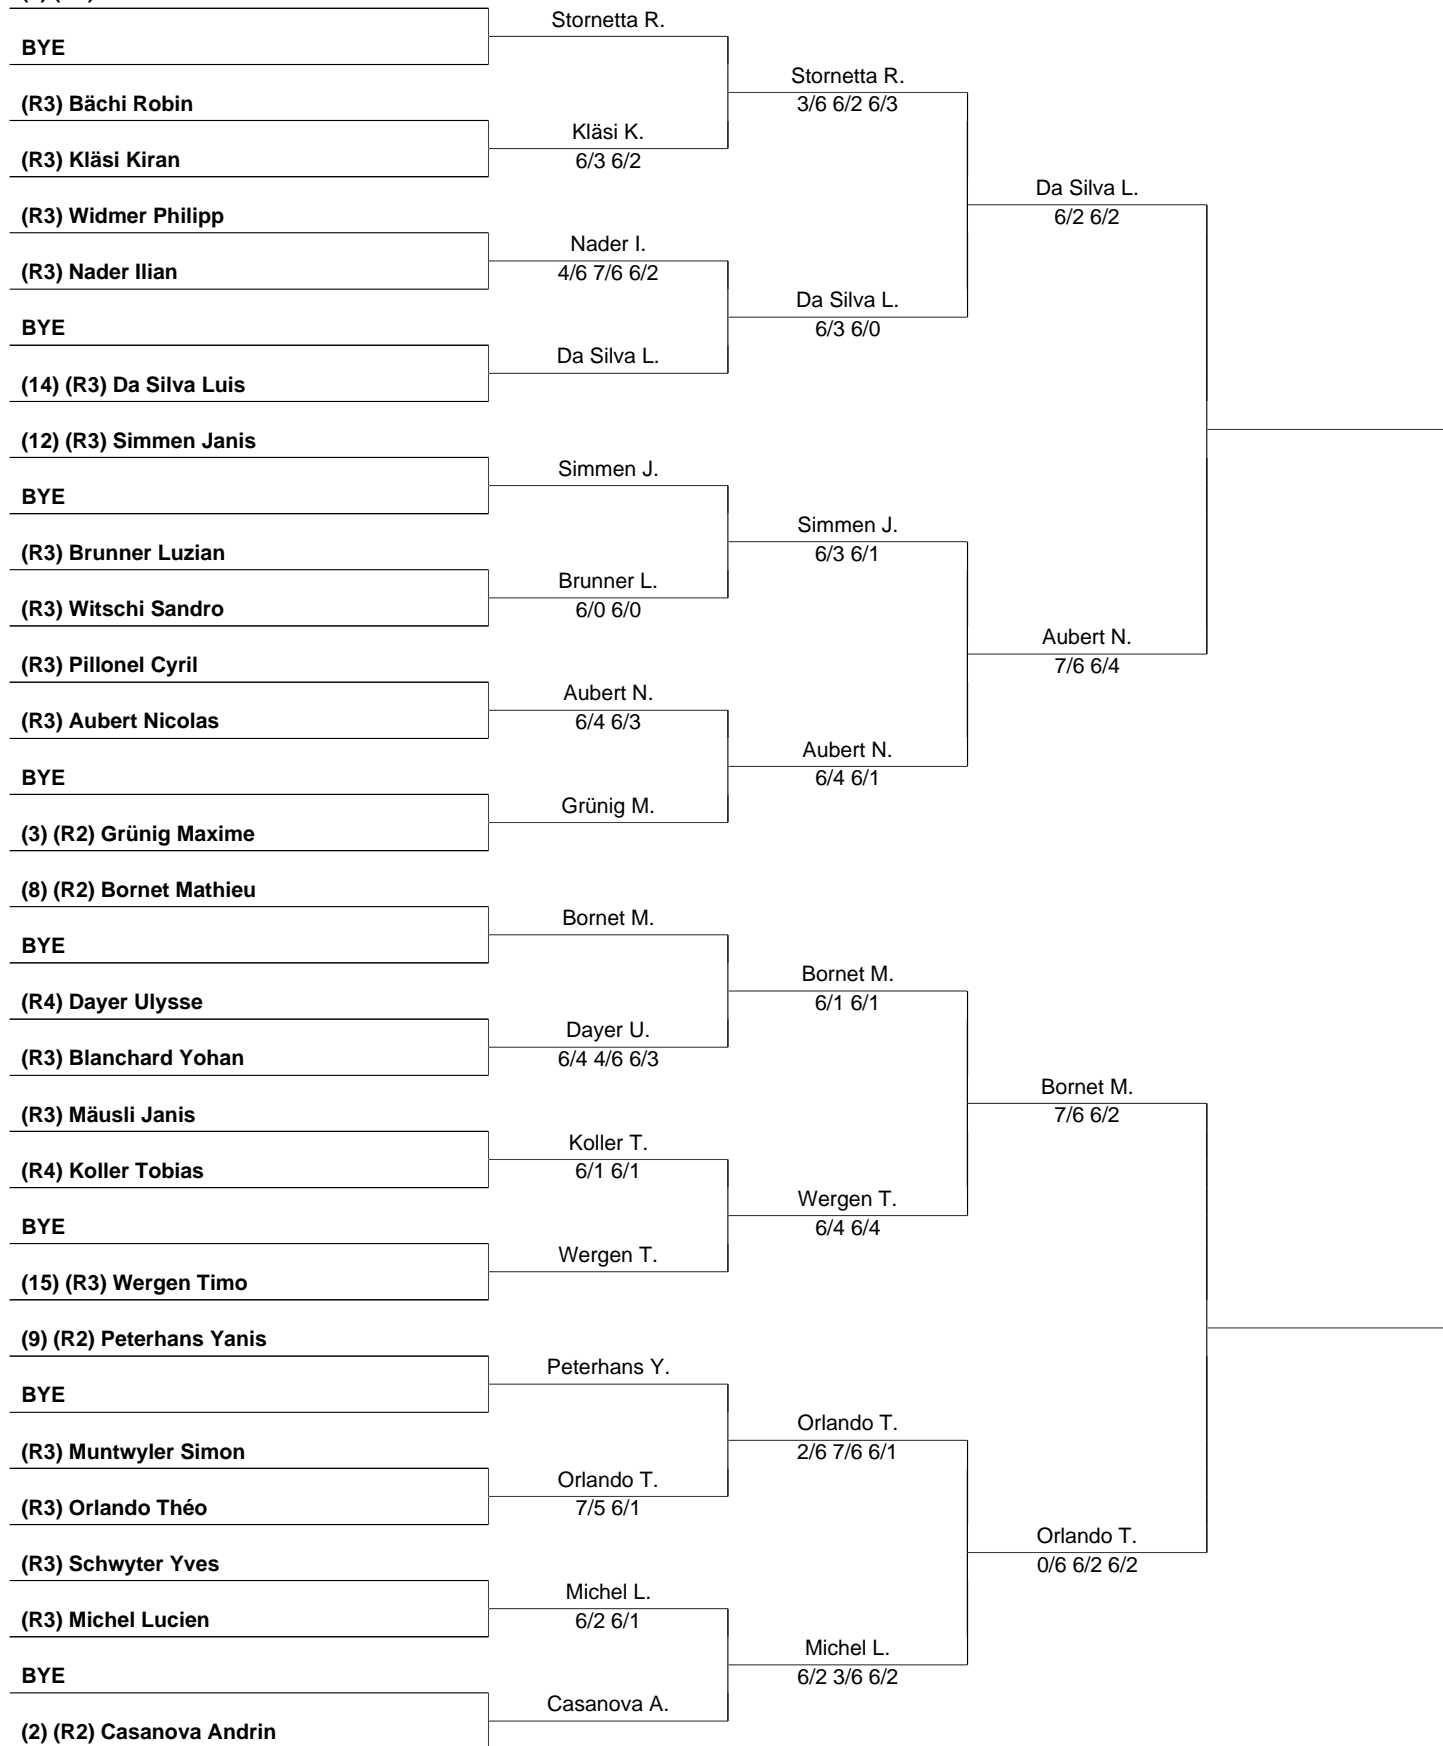 BYE
(R3) Bächi Robin
(R3) Kläsi Kiran
(R3) Widmer Philipp
(R3) Nader Ilian
BYE
(14) (R3) Da Silva Luis
(12) (R3) Simmen Janis
BYE
(R3) Brunner Luzian
(R3) Witschi Sandro
(R3) Pillonel Cyril
(R3) Aubert Nicolas
BYE
(3) (R2) Grünig Maxime
(8) (R2) Bornet Mathieu
BYE
(R4) Dayer Ulysse
(R3) Blanchard Yohan
(R3) Mäusli Janis
(R4) Koller Tobias
BYE
(15) (R3) Wergen Timo
(9) (R2) Peterhans Yanis
BYE
(R3) Muntwyler Simon
(R3) Orlando Théo
(R3) Schwyter Yves
(R3) Michel Lucien
BYE
(2) (R2) Casanova Andrin
Stornetta R.
Kläsi K.
6/3 6/2
Nader I.
4/6 7/6 6/2
Da Silva L.
Simmen J.
Brunner L.
6/0 6/0
Aubert N.
6/4 6/3
Grünig M.
Bornet M.
Dayer U.
6/4 4/6 6/3
Koller T.
6/1 6/1
Wergen T.
Peterhans Y.
Orlando T.
7/5 6/1
Michel L.
6/2 6/1
Casanova A.
Stornetta R.
3/6 6/2 6/3
Da Silva L.
6/3 6/0
Simmen J.
6/3 6/1
Aubert N.
6/4 6/1
Bornet M.
6/1 6/1
Wergen T.
6/4 6/4
Orlando T.
2/6 7/6 6/1
Michel L.
6/2 3/6 6/2
Da Silva L.
6/2 6/2
Aubert N.
7/6 6/4
Bornet M.
7/6 6/2
Orlando T.
0/6 6/2 6/2